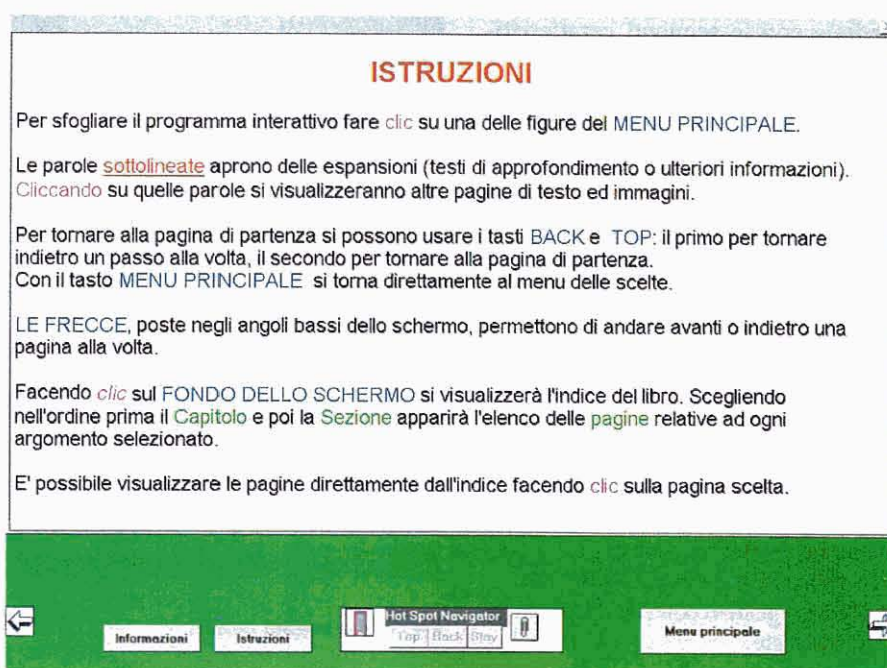 ISTRUZIONI
Per sfogliare il programma interattivo fare clic su una delle figure del MENU PRINCIPALE.
Le parole sottolineate aprono delle espansioni (testi di approfondimento o ulteriori informazioni).
Cliccando su quelle parole si visualizzeranno altre pagine di testo ed immagini.
Per tornare alla pagina di partenza si possono usare i tasti BACK e TOP: il primo per tornare
indietro un passo alla volta, il secondo per tornare alla pagina di partenza.
Con il tasto MENU PRINCIPALE si torna direttamente al menu delle scelte.
LE FRECCE, poste negli angoli bassi dello schermo, permettono di andare avanti o indietro una
pagina alla volta.
Facendo clic sul FONDO DELLO SCHERMO si visualizzerà l'indice del libro. Scegliendo
nell'ordine prima il Capitolo e poi la Sezione apparirà l'elenco delle pagine relative ad ogni
argomento selezionato.
E' possibile visualizzare le pagine direttamente dall'indice facendo clic sulla pagina scelta.
Hot Spot Navigator
Top Back Stay
Informazioni Istruzioni Menu principale